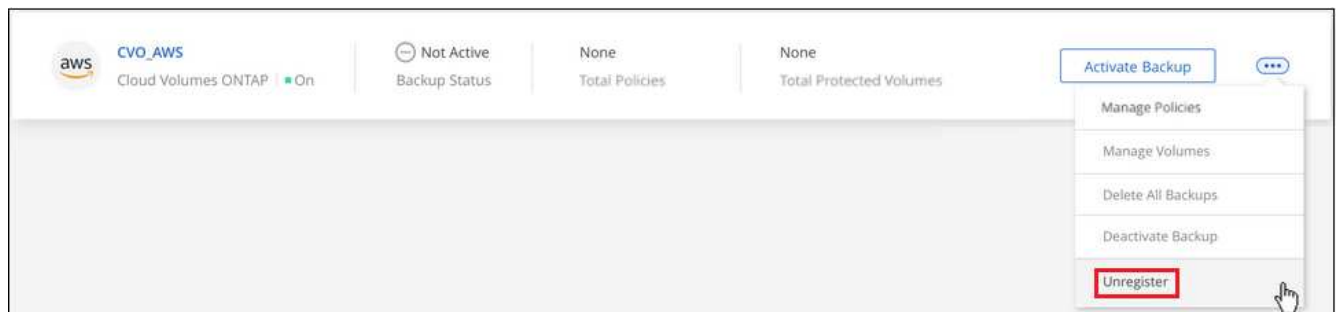 aws
CVO_AWS
Cloud Volumes ONTAP On
Not Active
Backup Status
None
Total Policies
None
Total Protected Volumes
Activate Backup
Manage Policies
Manage Volumes
Delete All Backups
Deactivate Backup
Unregister